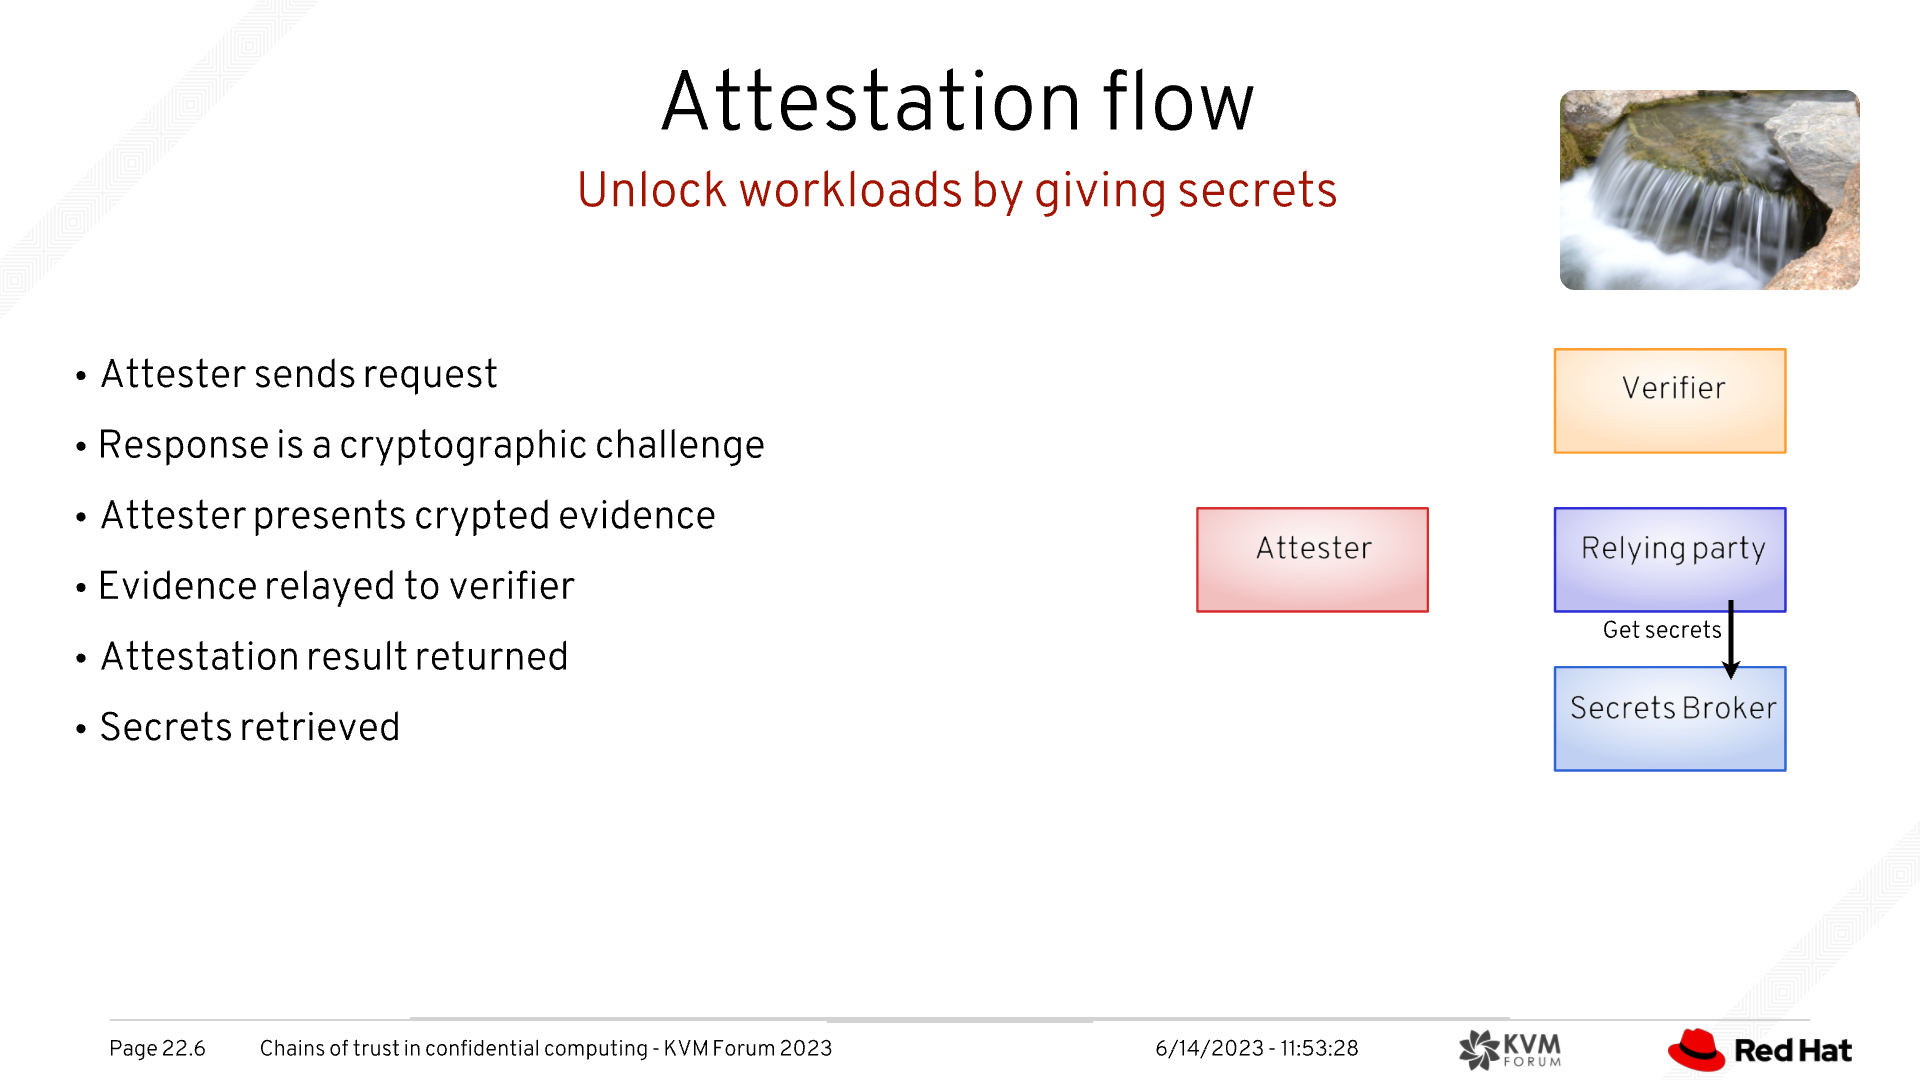 Attestation flow
Unlock workloads by giving secrets
• Attester sends request
• Response is a cryptographic challenge
• Attester presents crypted evidence
• Evidence relayed to verifier
• Attestation result returned
• Secrets retrieved
Verifier
Attester
Relying party
Get secrets
Secrets Broker
Page 22.6
Chains of trust in confidential computing - KVM Forum 2023
6/14/2023 - 11:53:28
KVM
FORUM
Red Hat